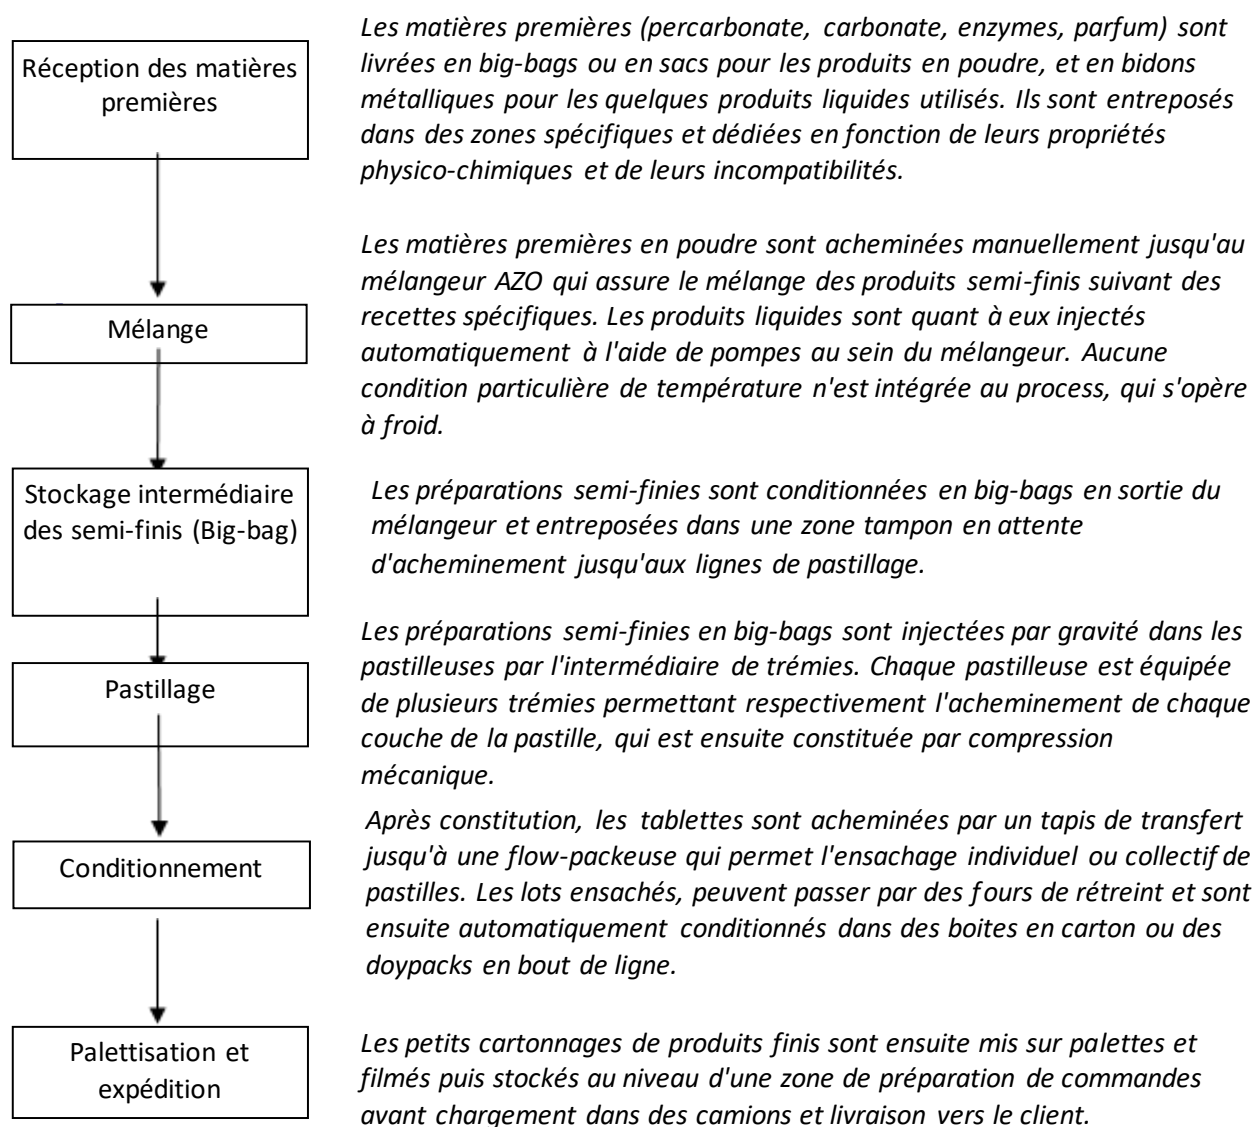 Réception des matières
premières
Les matières premières (percarbonate, carbonate, enzymes, parfum) sont
livrées en big-bags ou en sacs pour les produits en poudre, et en bidons
métalliques pour les quelques produits liquides utilisés. Ils sont entreposés
dans des zones spécifiques et dédiées en fonction de leurs propriétés
physico-chimiques et de leurs incompatibilités.
Mélange
Les matières premières en poudre sont acheminées manuellement jusqu'au
mélangeur AZO qui assure le mélange des produits semi-finis suivant des
recettes spécifiques. Les produits liquides sont quant à eux injectés
automatiquement à l'aide de pompes au sein du mélangeur. Aucune
condition particulière de température n'est intégrée au process, qui s'opère
à froid.
Stockage intermédiaire
des semi-finis (Big-bag)
Les préparations semi-finies sont conditionnées en big-bags en sortie du
mélangeur et entreposées dans une zone tampon en attente
d'acheminement jusqu'aux lignes de pastillage.
Pastillage
Les préparations semi-finies en big-bags sont injectées par gravité dans les
pastilleuses par l'intermédiaire de trémies. Chaque pastilleuse est équipée
de plusieurs trémies permettant respectivement l'acheminement de chaque
couche de la pastille, qui est ensuite constituée par compression
mécanique.
Conditionnement
Après constitution, les tablettes sont acheminées par un tapis de transfert
jusqu'à une flow-packeuse qui permet l'ensachage individuel ou collectif de
pastilles. Les lots ensachés, peuvent passer par des fours de rétreint et sont
ensuite automatiquement conditionnés dans des boites en carton ou des
doypacks en bout de ligne.
Palettisation et
expédition
Les petits cartonnages de produits finis sont ensuite mis sur palettes et
filmés puis stockés au niveau d'une zone de préparation de commandes
avant chargement dans des camions et livraison vers le client.